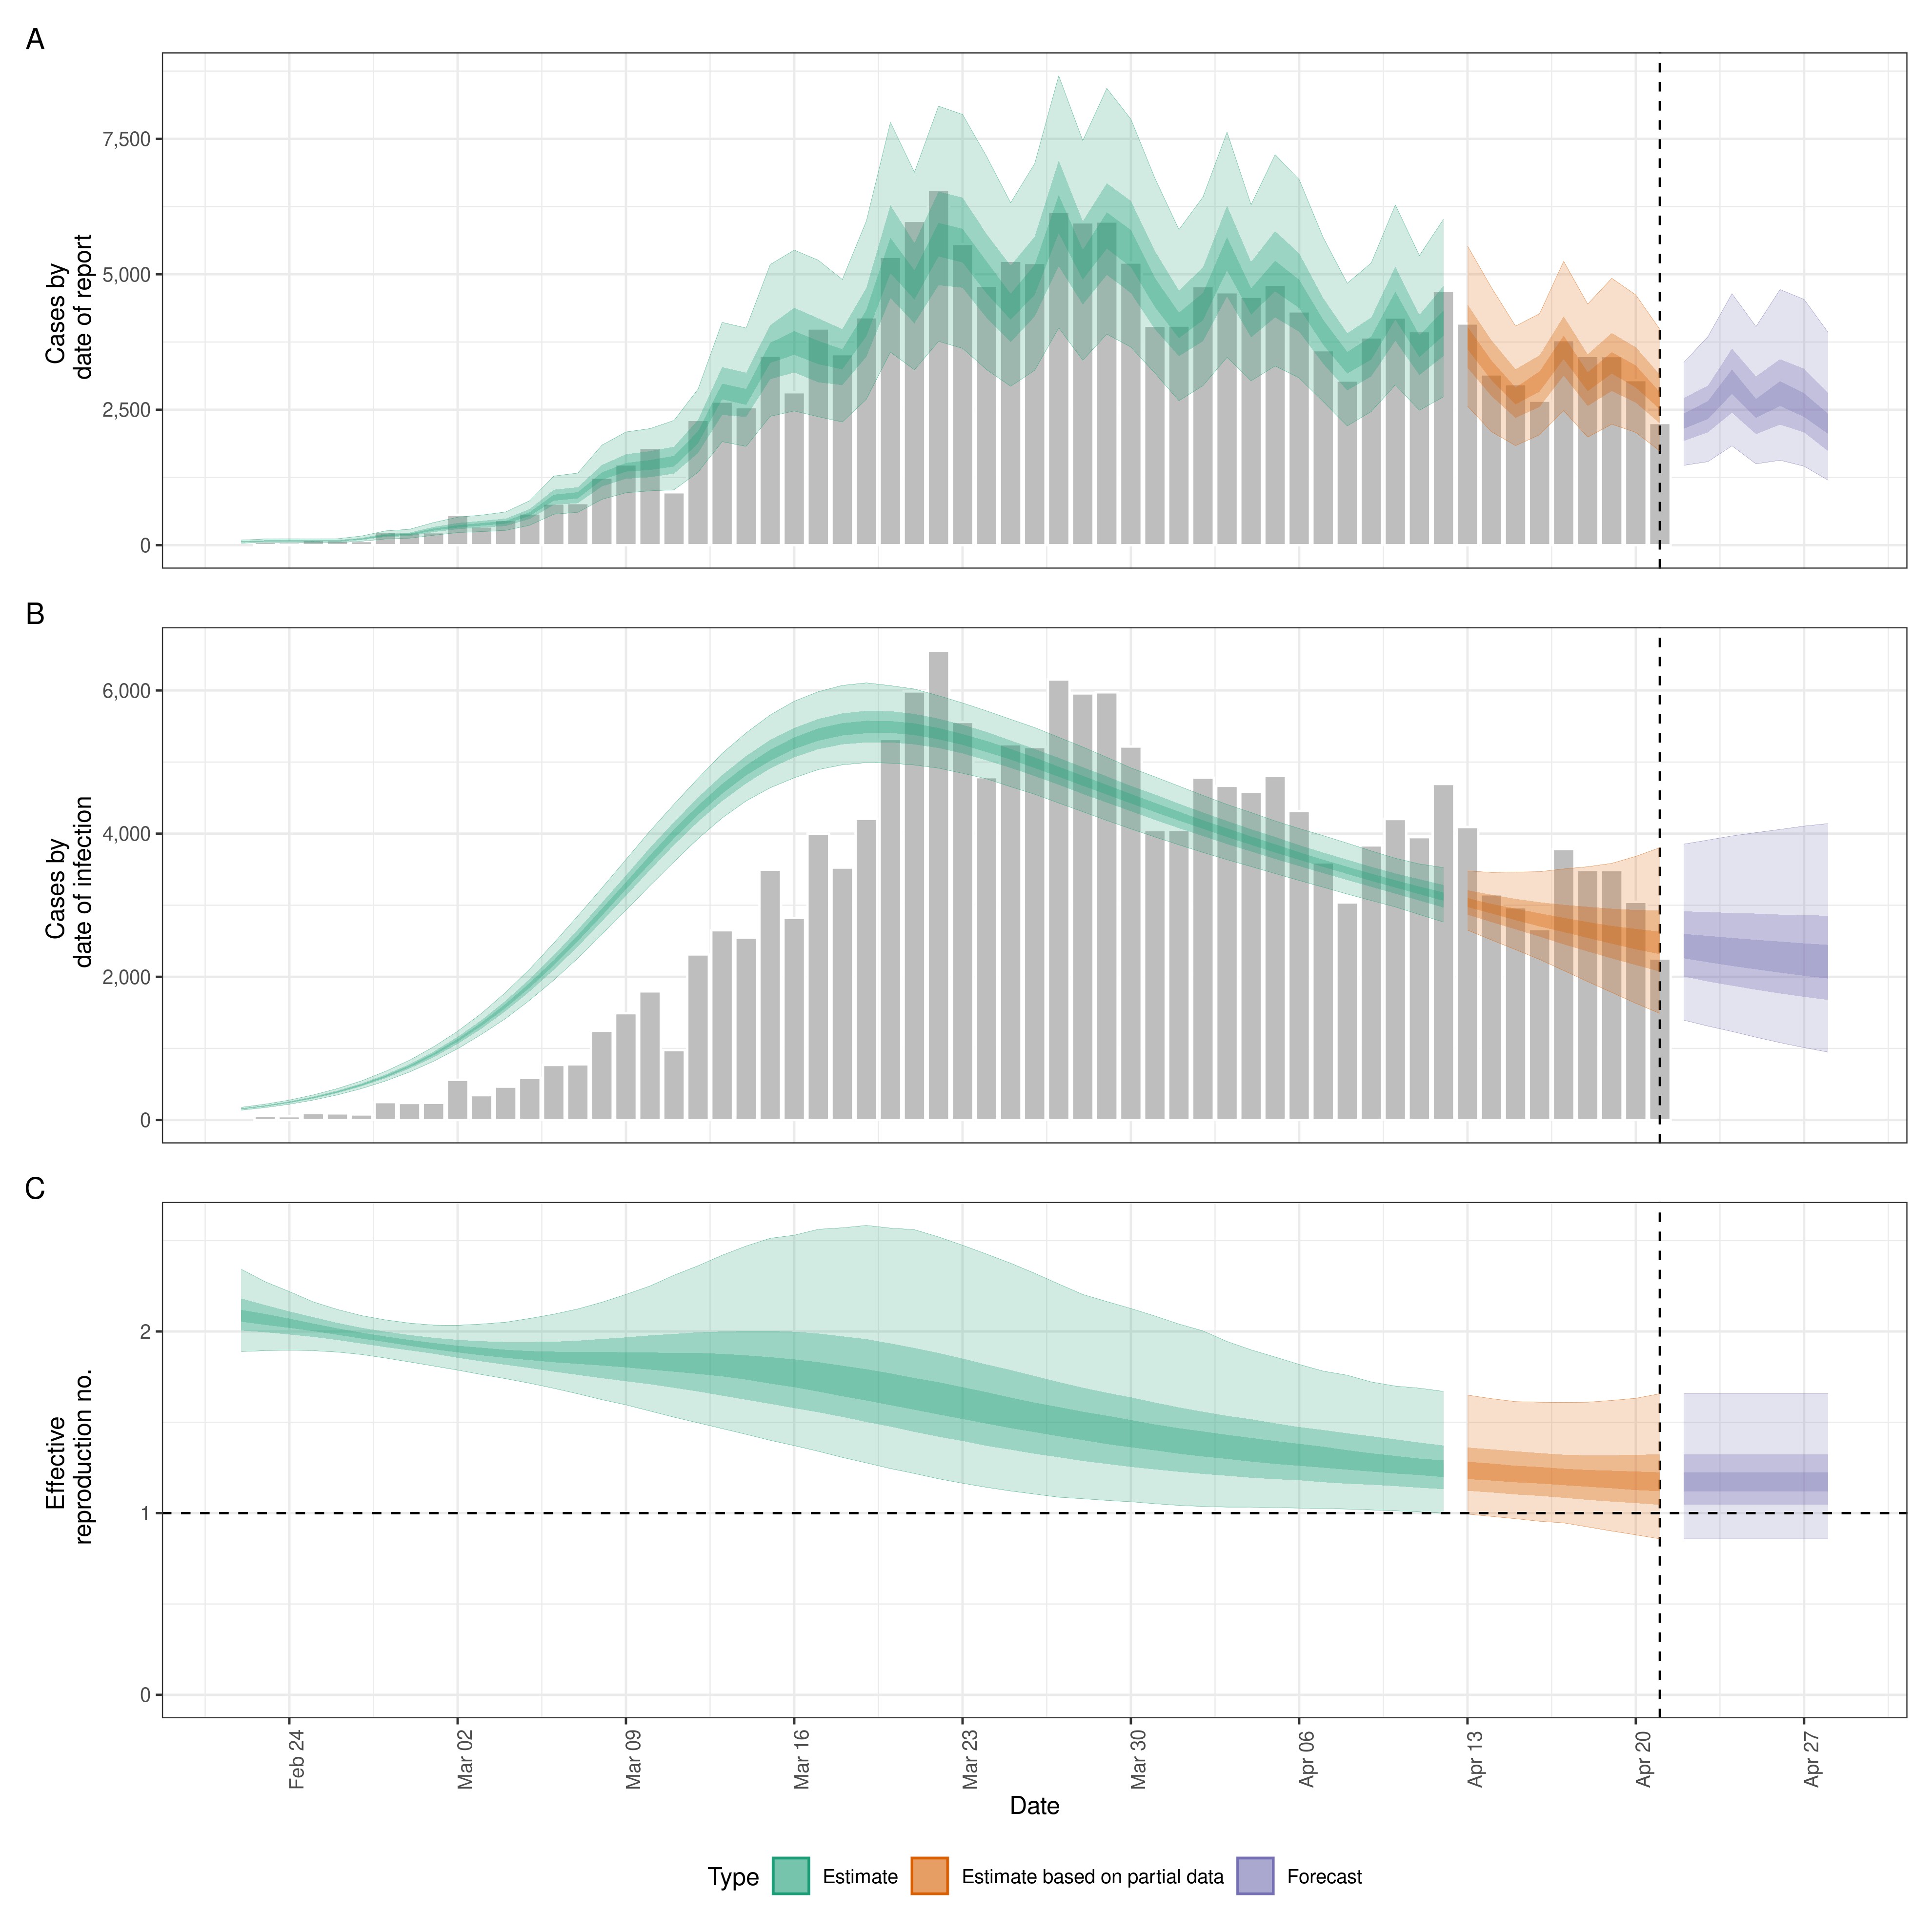 A
Cases by
date of report
7,500
5,000
2,500
0
B
Cases by
date of infection
6,000
4,000
2,000
0
C
Effective
reproduction no.
2
1
0
Feb 24
Mar 02
Mar 09
Mar 16
Mar 23
Mar 30
Apr 06
Apr 13
Apr 20
Apr 27
Date
Type Estimate Estimate based on partial data Forecast